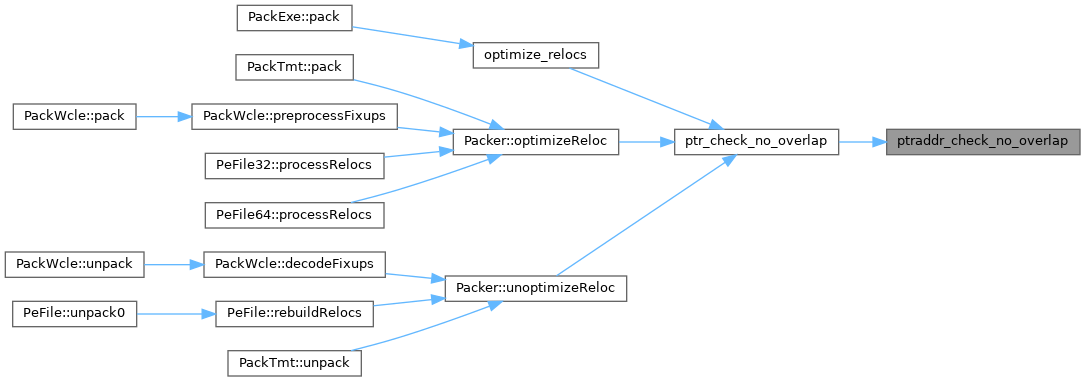 PackExe::pack
optimize_relocs
PackTmt::pack
PackWcle::pack
PackWcle::preprocessFixups
Packer::optimizeReloc
ptr_check_no_overlap
ptraddr_check_no_overlap
PeFile32::processRelocs
PeFile64::processRelocs
PackWcle::unpack
PackWcle::decodeFixups
Packer::unoptimizeReloc
PeFile::unpack0
PeFile::rebuildRelocs
PackTmt::unpack